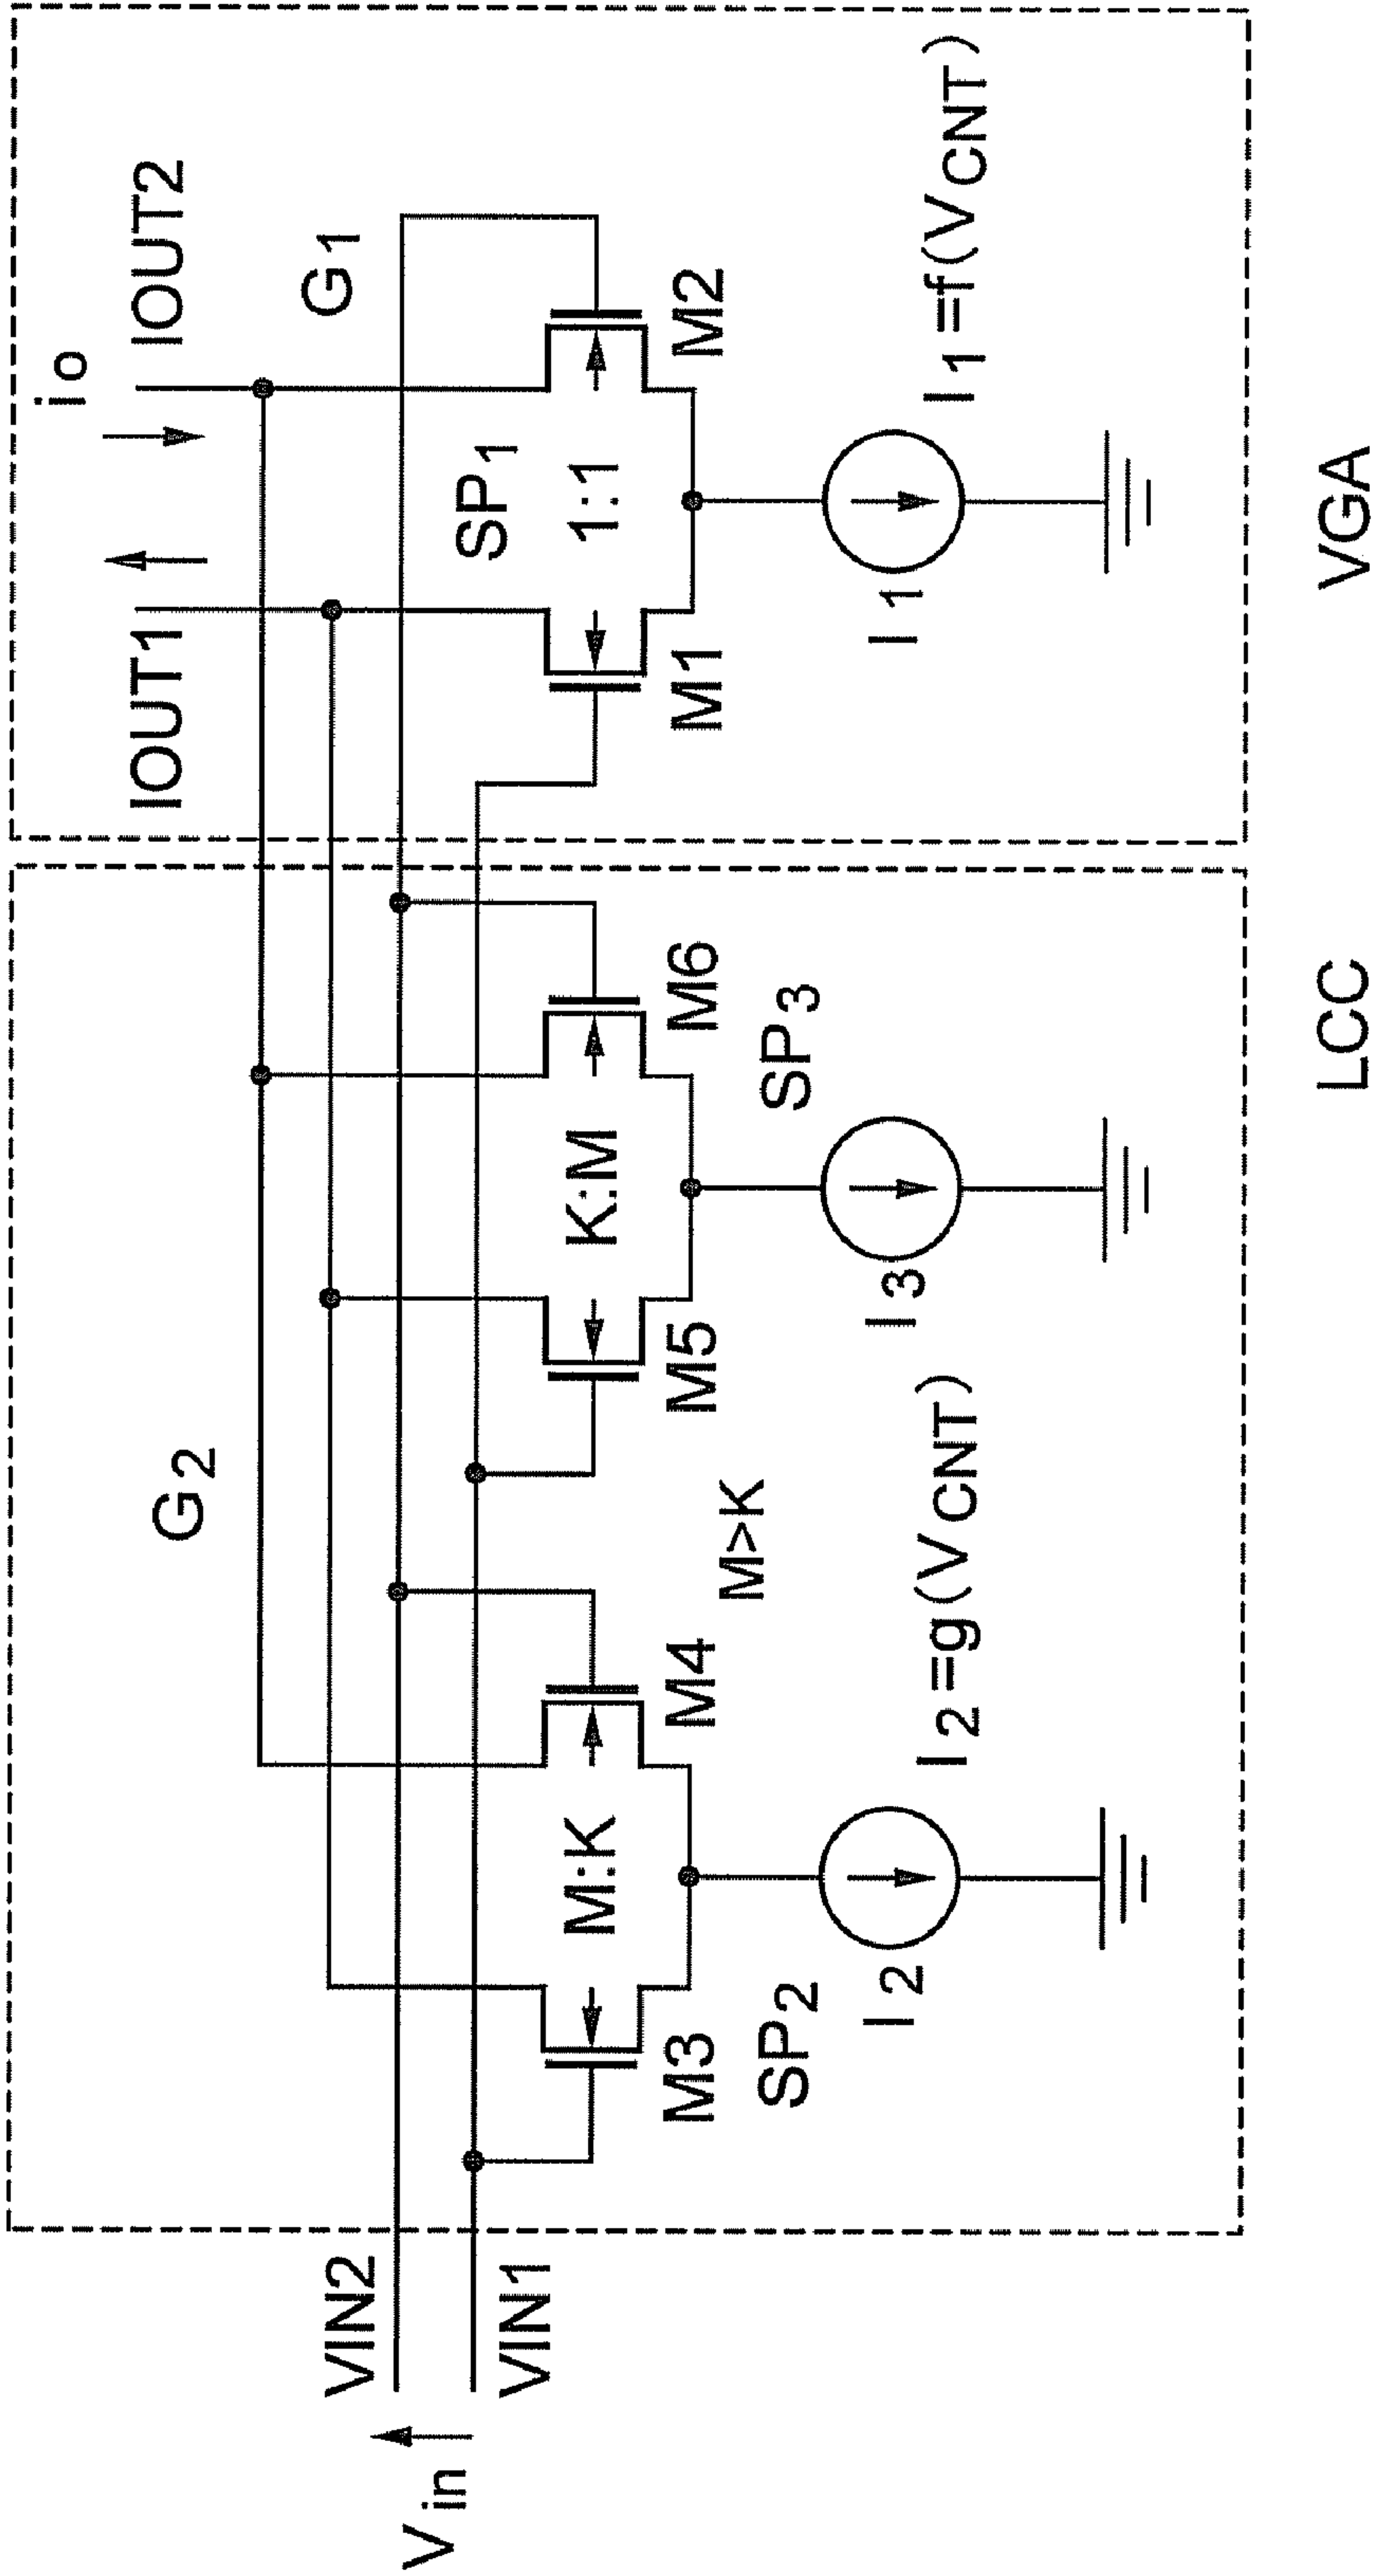 io
IOUT1
IOUT2
G2
G1
VIN2
Vin
VIN1
SP1
M:K
K:M
1:1
M3
M4
M5
M6
M1
M2
M>K
SP2
SP3
I2
I3
I1
I2=g(VCNT)
I1=f(VCNT)
LCC
VGA